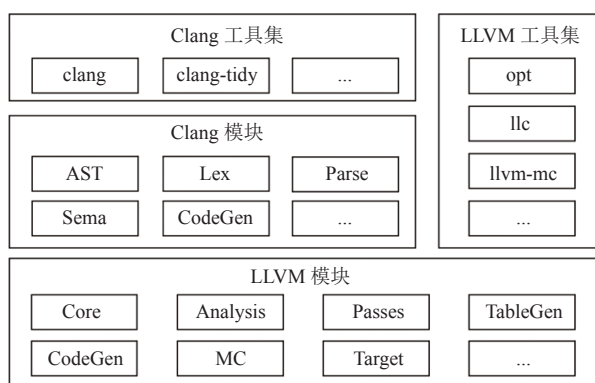 Clang 工具集
clang clang-tidy ...
Clang 模块
AST Lex Parse
Sema CodeGen ...
LLVM 工具集
opt
llc
llvm-mc
...
LLVM 模块
Core Analysis Passes TableGen
CodeGen MC Target ...